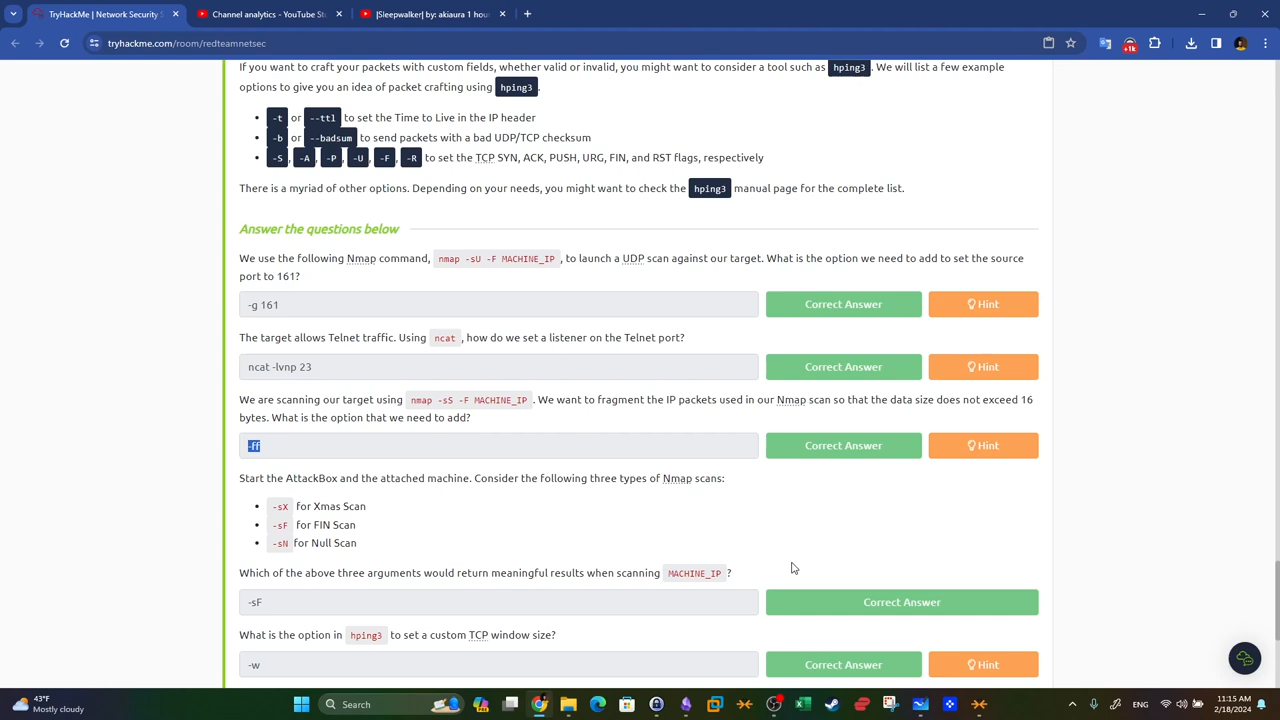 TryHackMe | Network Security S
Channel analytics - YouTube St
|Sleepwalker| by: akiaura 1 hour
tryhackme.com/room/redteamnetsec
+1k
If you want to craft your packets with custom fields, whether valid or invalid, you might want to consider a tool such as hping3 . We will list a few example
options to give you an idea of packet crafting using hping3 .
• -t or --ttl to set the Time to Live in the IP header
• -b or --badsum to send packets with a bad UDP/TCP checksum
• -S , -A , -P , -U , -F , -R to set the TCP SYN, ACK, PUSH, URG, FIN, and RST flags, respectively
There is a myriad of other options. Depending on your needs, you might want to check the hping3 manual page for the complete list.
Answer the questions below
We use the following Nmap command, nmap -sU -F MACHINE_IP , to launch a UDP scan against our target. What is the option we need to add to set the source
port to 161?
-g 161 Correct Answer Hint
The target allows Telnet traffic. Using ncat , how do we set a listener on the Telnet port?
ncat -lvnp 23 Correct Answer Hint
We are scanning our target using nmap -sS -F MACHINE_IP . We want to fragment the IP packets used in our Nmap scan so that the data size does not exceed 16
bytes. What is the option that we need to add?
-ff Correct Answer Hint
Start the AttackBox and the attached machine. Consider the following three types of Nmap scans:
• -sX for Xmas Scan
• -sF for FIN Scan
• -sN for Null Scan
Which of the above three arguments would return meaningful results when scanning MACHINE_IP ?
-sF Correct Answer
What is the option in hping3 to set a custom TCP window size?
-w Correct Answer Hint
43°F
Mostly cloudy
Search
11:15 AM
2/18/2024